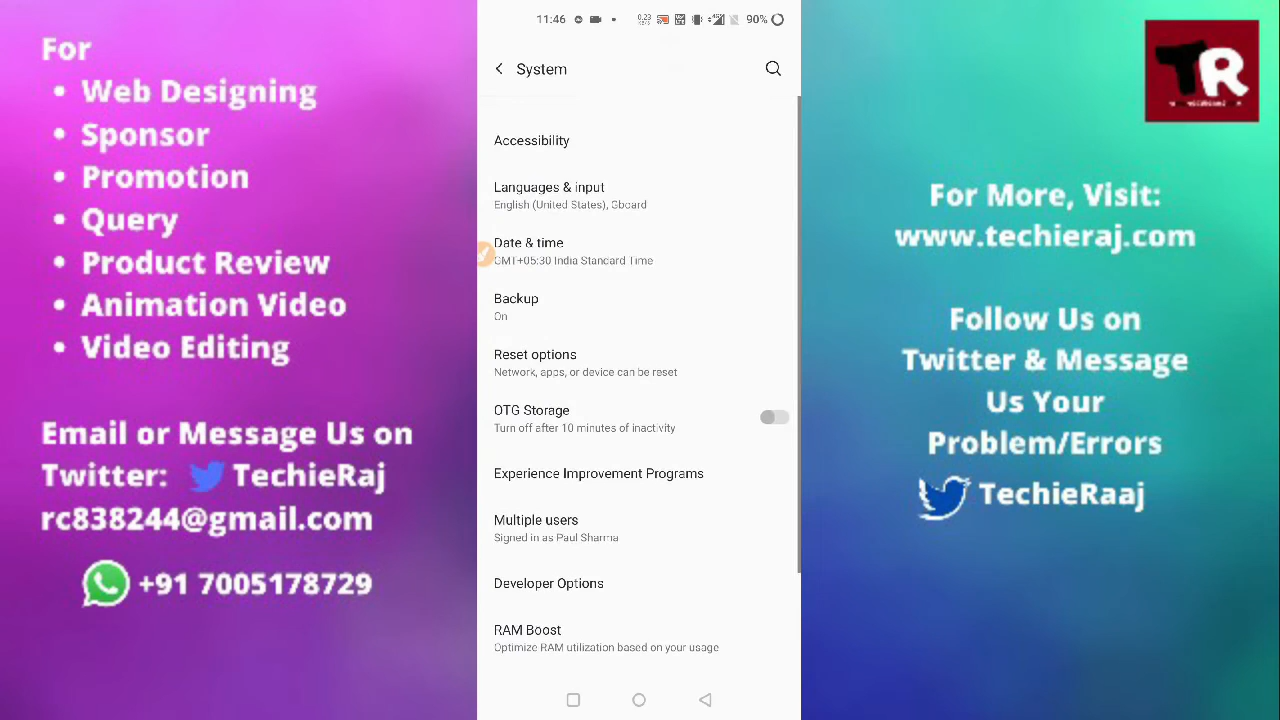 For
• Web Designing
• Sponsor
• Promotion
• Query
• Product Review
• Animation Video
• Video Editing
Email or Message Us on
Twitter: TechieRaj
rc838244@gmail.com
+91 7005178729
11:46
0.23
90%
System
Accessibility
Languages & input
English (United States), Gboard
Date & time
GMT+05:30 India Standard Time
Backup
On
Reset options
Network, apps, or device can be reset
OTG Storage
Turn off after 10 minutes of inactivity
Experience Improvement Programs
Multiple users
Signed in as Paul Sharma
Developer Options
RAM Boost
Optimize RAM utilization based on your usage
TR
For More, Visit:
www.techieraj.com
Follow Us on
Twitter & Message
Us Your
Problem/Errors
TechieRaaj